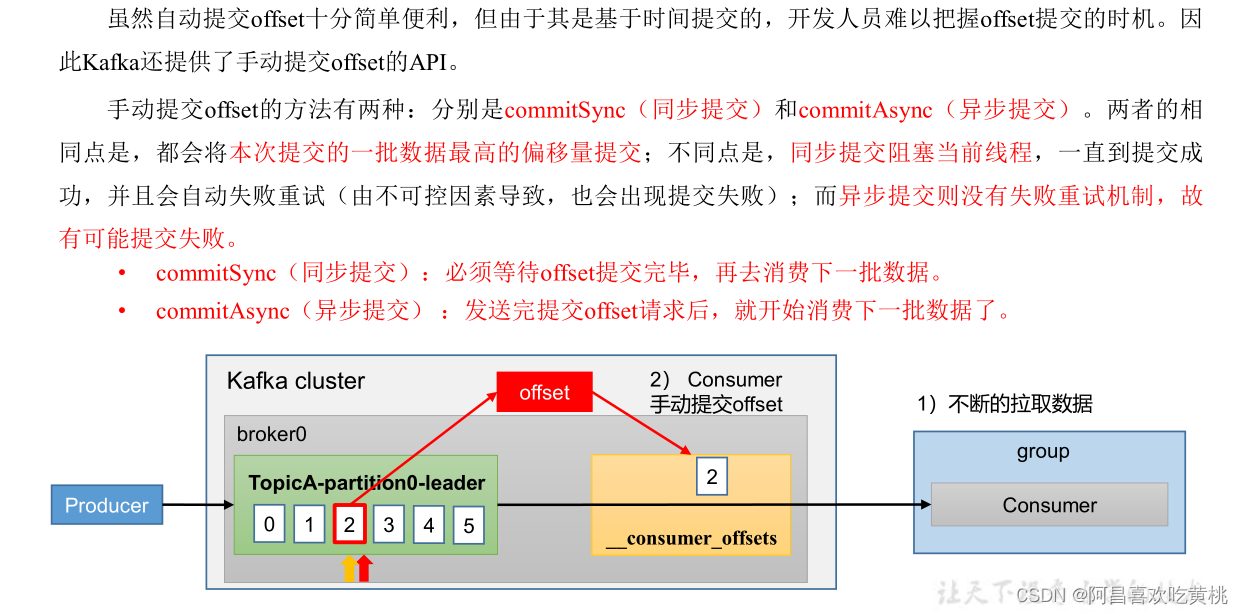 虽然自动提交offset十分简单便利，但由于其是基于时间提交的，开发人员难以把握offset提交的时机。因
此Kafka还提供了手动提交offset的API。
手动提交offset的方法有两种：分别是commitSync（同步提交）和commitAsync（异步提交）。两者的相
同点是，都会将本次提交的一批数据最高的偏移量提交；不同点是，同步提交阻塞当前线程，一直到提交成
功，并且会自动失败重试（由不可控因素导致，也会出现提交失败）；而异步提交则没有失败重试机制，故
有可能提交失败。
• commitSync（同步提交）：必须等待offset提交完毕，再去消费下一批数据。
• commitAsync（异步提交） ：发送完提交offset请求后，就开始消费下一批数据了。
Kafka cluster
offset
2） Consumer
手动提交offset
1）不断的拉取数据
broker0
group
TopicA-partition0-leader
2
Producer
Consumer
0 1 2 3 4 5
__consumer_offsets
让天下没有
CSDN @阿昌喜欢吃黄桃